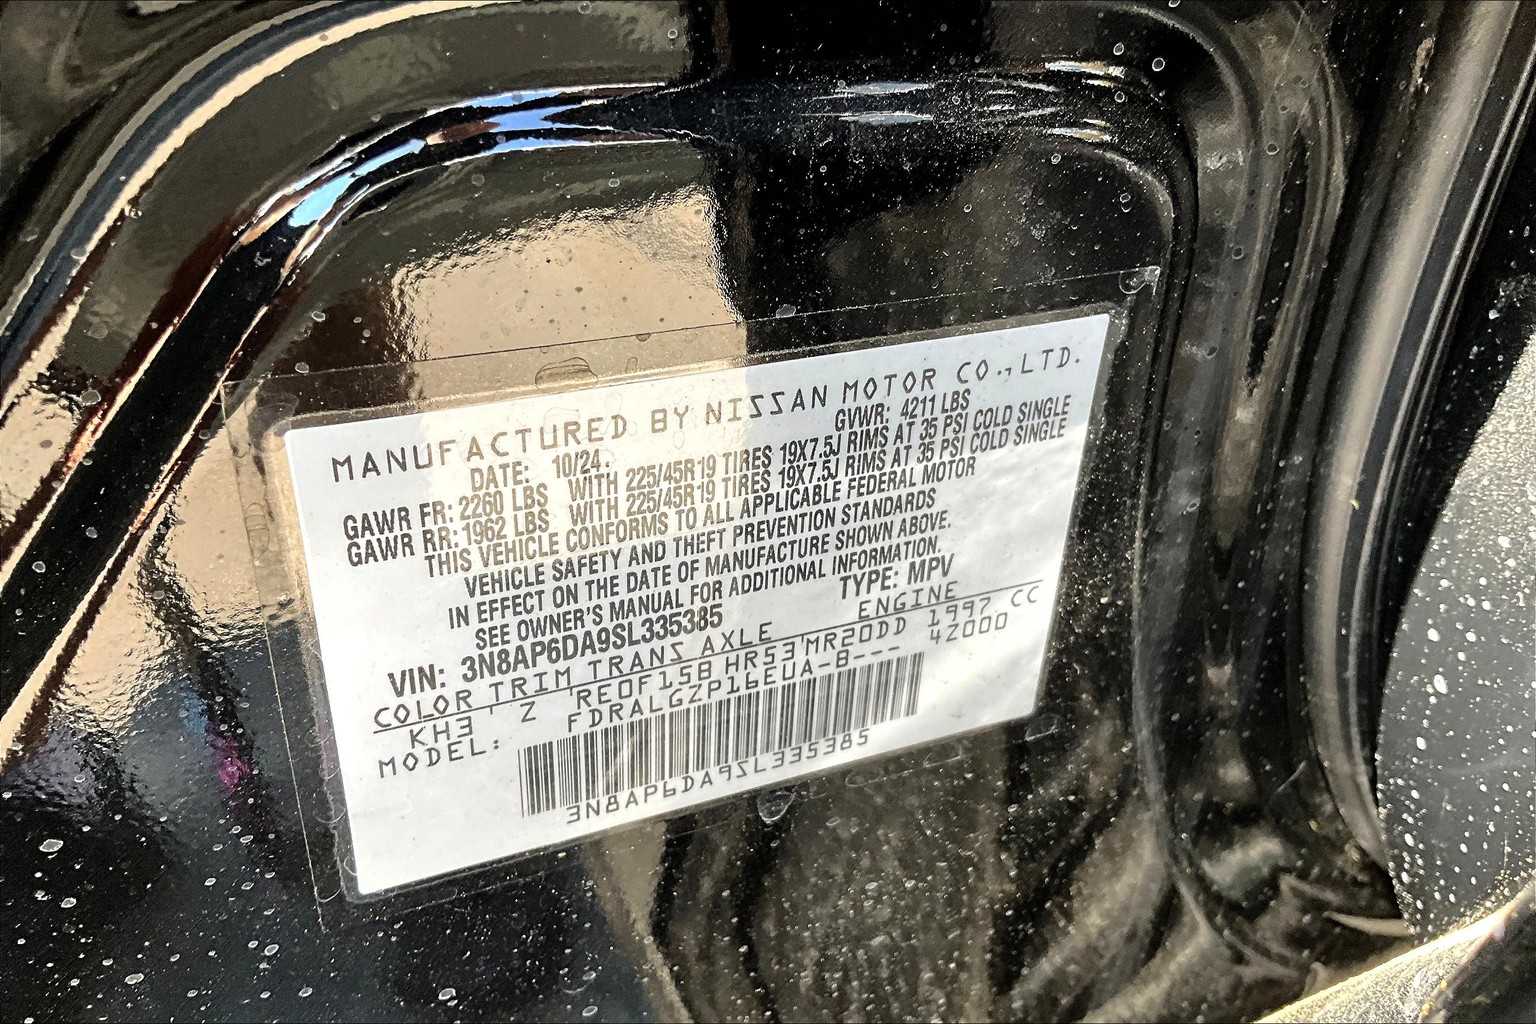 MANUFACTURED BY NISSAN MOTOR CO., LTD.
DATE: 10/24. GVWR: 4211 LBS
GAWR FR: 2260 LBS WITH 225/45R19 TIRES 19X7.5J RIMS AT 35 PSI COLD SINGLE
GAWR RR: 1962 LBS WITH 225/45R19 TIRES 19X7.5J RIMS AT 35 PSI COLD SINGLE
THIS VEHICLE CONFORMS TO ALL APPLICABLE FEDERAL MOTOR
VEHICLE SAFETY AND THEFT PREVENTION STANDARDS
IN EFFECT ON THE DATE OF MANUFACTURE SHOWN ABOVE.
SEE OWNER'S MANUAL FOR ADDITIONAL INFORMATION.
VIN: 3N8AP6DA9SL335385 TYPE: MPV
COLOR TRIM TRANS AXLE ENGINE
KH3 Z RE0F15B HR53 MR20DD 1997 CC
MODEL: FDRALGZP16EUA-B--- 4Z000
3N8AP6DA9SL335385